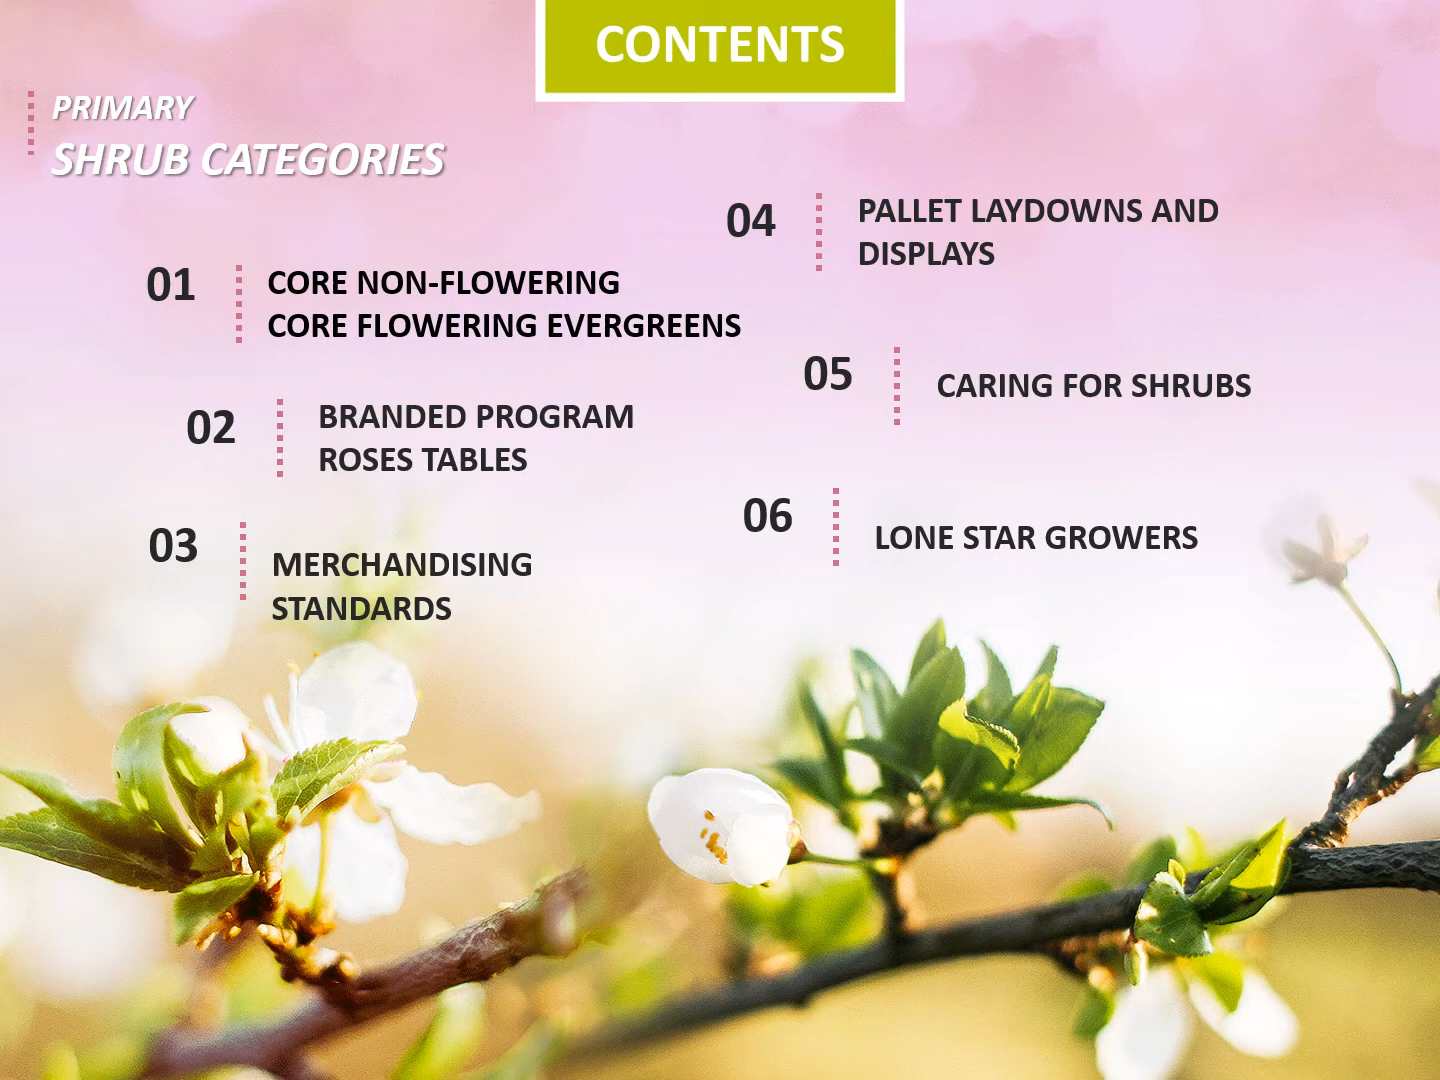 CONTENTS
PRIMARY
SHRUB CATEGORIES
01
CORE NON-FLOWERING
CORE FLOWERING EVERGREENS
02
BRANDED PROGRAM
ROSES TABLES
03
MERCHANDISING
STANDARDS
04
PALLET LAYDOWNS AND
DISPLAYS
05
CARING FOR SHRUBS
06
LONE STAR GROWERS